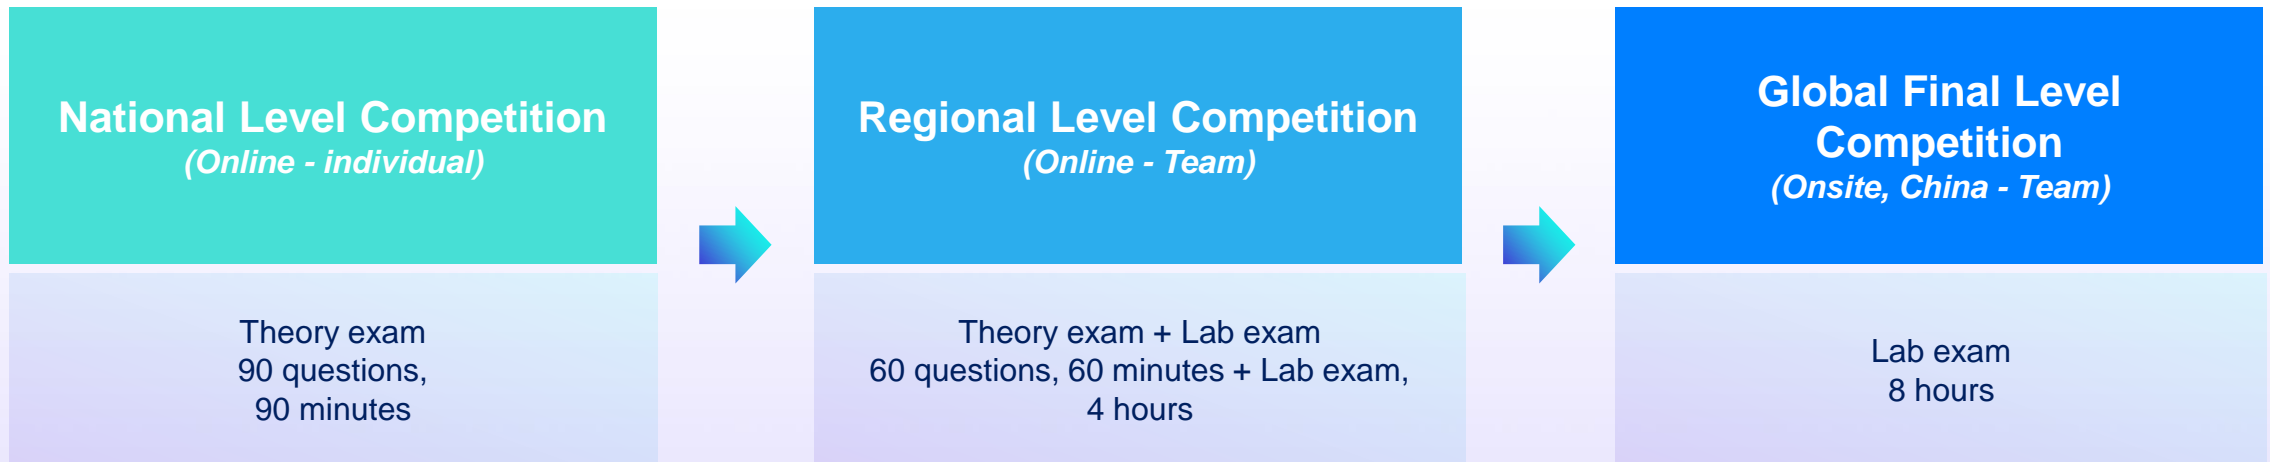 National Level Competition
(Online - individual)
Theory exam
90 questions,
90 minutes
Regional Level Competition
(Online - Team)
Theory exam + Lab exam
60 questions, 60 minutes + Lab exam,
4 hours
Global Final Level
Competition
(Onsite, China - Team)
Lab exam
8 hours